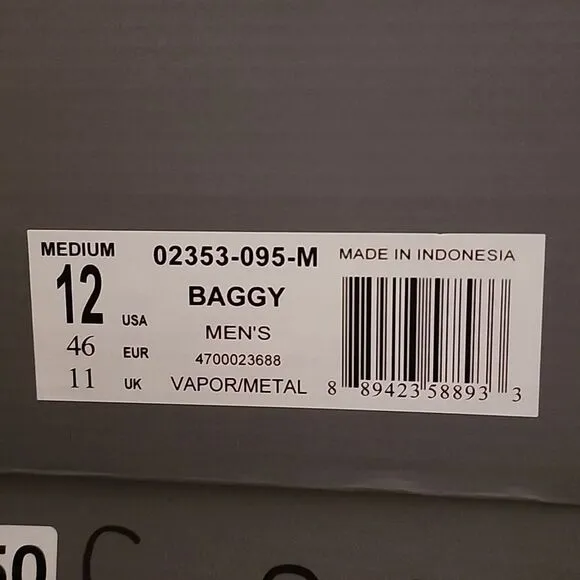 MEDIUM
12 USA
46 EUR
11 UK
02353-095-M
BAGGY
MEN'S
4700023688
VAPOR/METAL
MADE IN INDONESIA
8 89423 58893 3